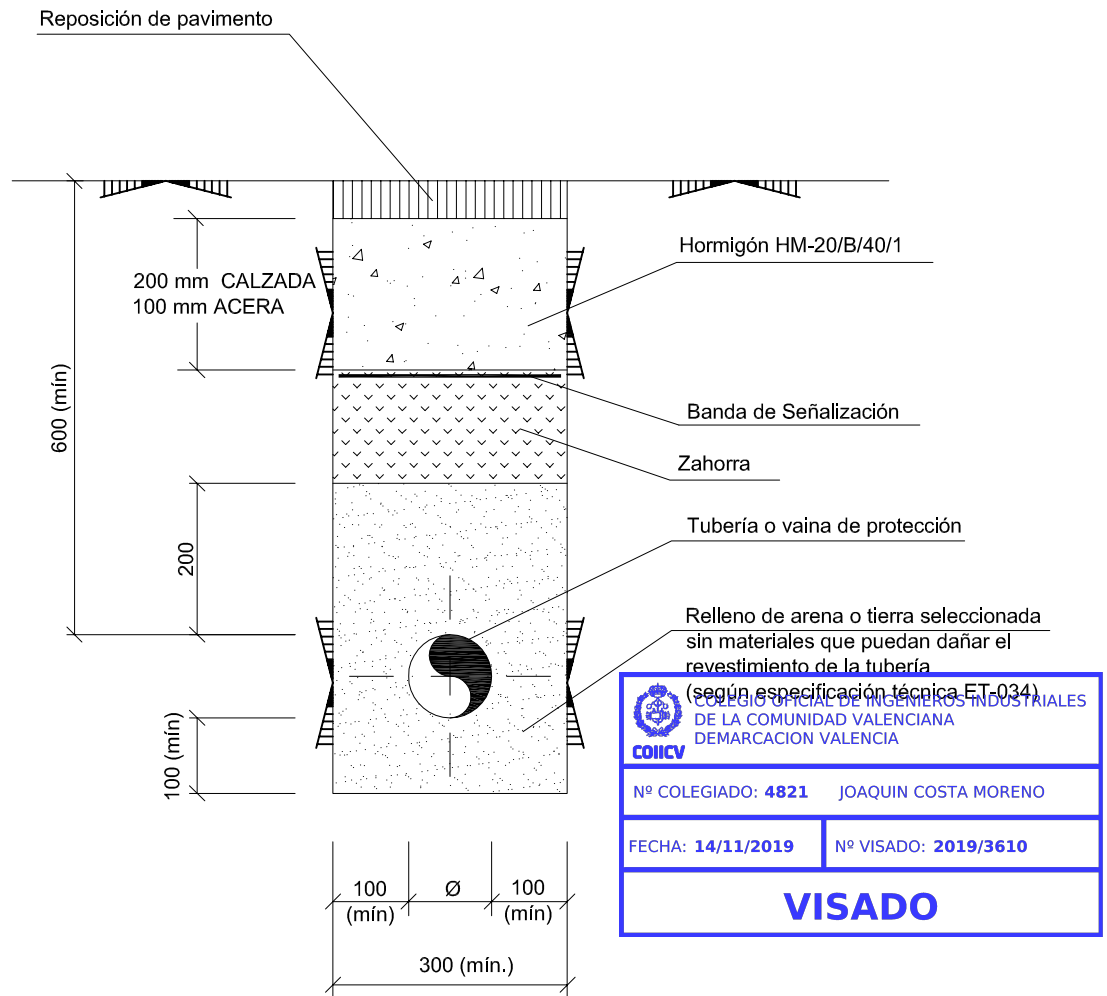 Reposición de pavimento
Hormigón HM-20/B/40/1
200 mm CALZADA
100 mm ACERA
600 (mín)
Banda de Señalización
Zahorra
200
Tubería o vaina de protección
Relleno de arena o tierra seleccionada
sin materiales que puedan dañar el
revestimiento de la tubería
(según especificación técnica ET-034)
100 (mín)
COIICV
COLEGIO OFICIAL DE INGENIEROS INDUSTRIALES
DE LA COMUNIDAD VALENCIANA
DEMARCACION VALENCIA
Nº COLEGIADO: 4821 JOAQUIN COSTA MORENO
FECHA: 14/11/2019 Nº VISADO: 2019/3610
VISADO
100 Ø 100
(mín) (mín)
300 (mín.)